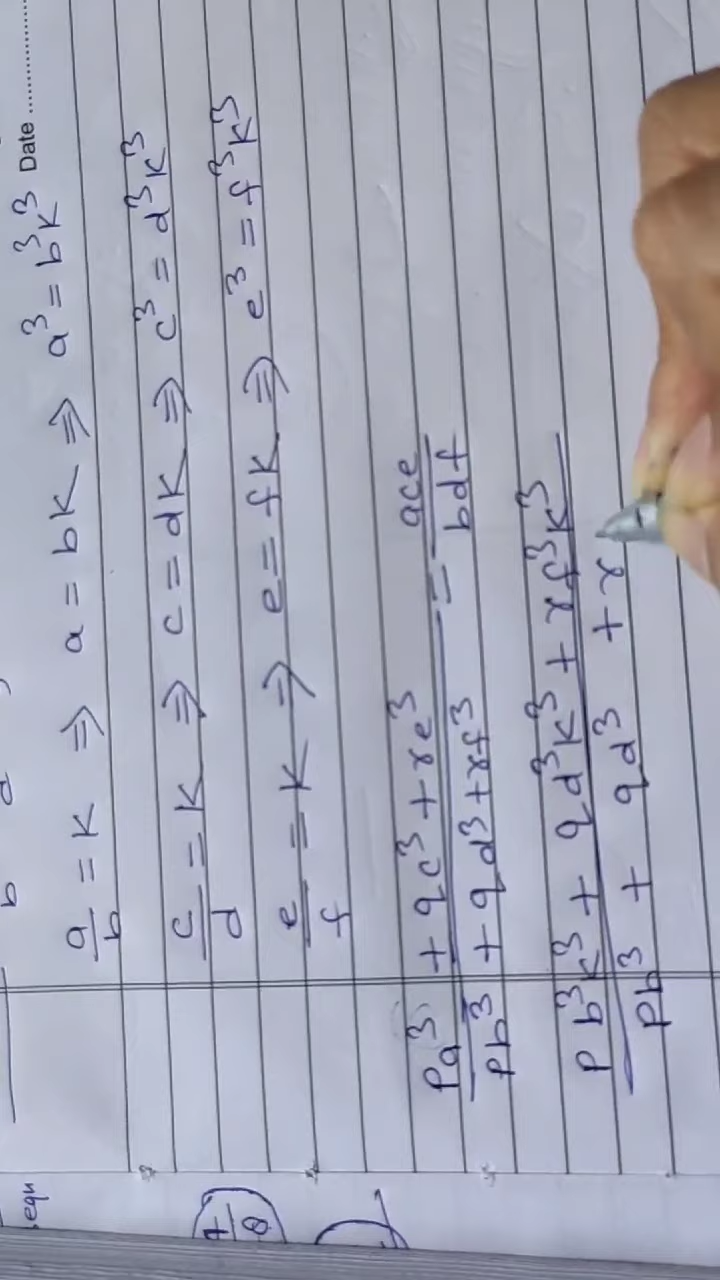 Date ..................
b d
a/b = K ⇒ a = bK ⇒ a³ = b³K³
c/d = K ⇒ c = dK ⇒ c³ = d³K³
e/f = K ⇒ e = fK ⇒ e³ = f³K³
Pa³ + qc³ + re³ / Pb³ + qd³ + rf³ = ace / bdf
P b³K³ + qd³K³ + rf³K³ / Pb³ + qd³ + r